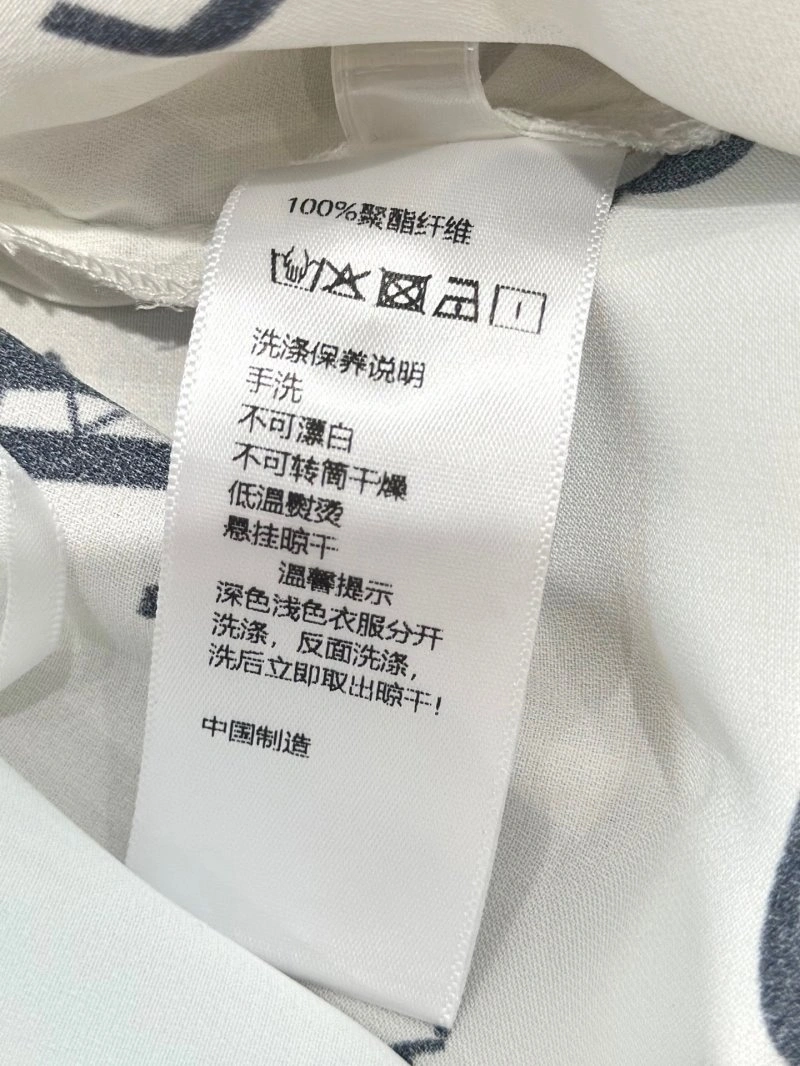 100%聚酯纤维
洗涤保养说明
手洗
不可漂白
不可转筒干燥
低温熨烫
悬挂晾干
温馨提示
深色浅色衣服分开
洗涤，反面洗涤，
洗后立即取出晾干！
中国制造